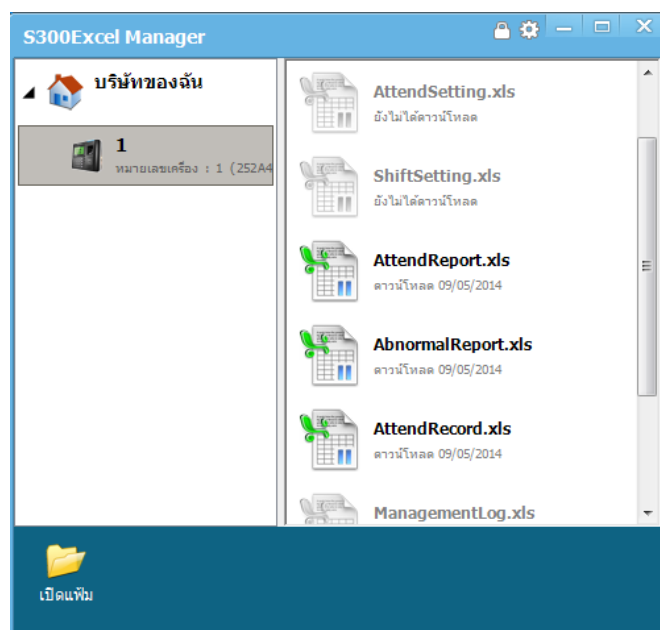 S300Excel Manager
บริษัทของฉัน
1
หมายเลขเครื่อง : 1 (252A4
AttendSetting.xls
ยังไม่ได้ดาวน์โหลด
ShiftSetting.xls
ยังไม่ได้ดาวน์โหลด
AttendReport.xls
ดาวน์โหลด 09/05/2014
AbnormalReport.xls
ดาวน์โหลด 09/05/2014
AttendRecord.xls
ดาวน์โหลด 09/05/2014
ManagementLog.xls
เปิดแฟ้ม